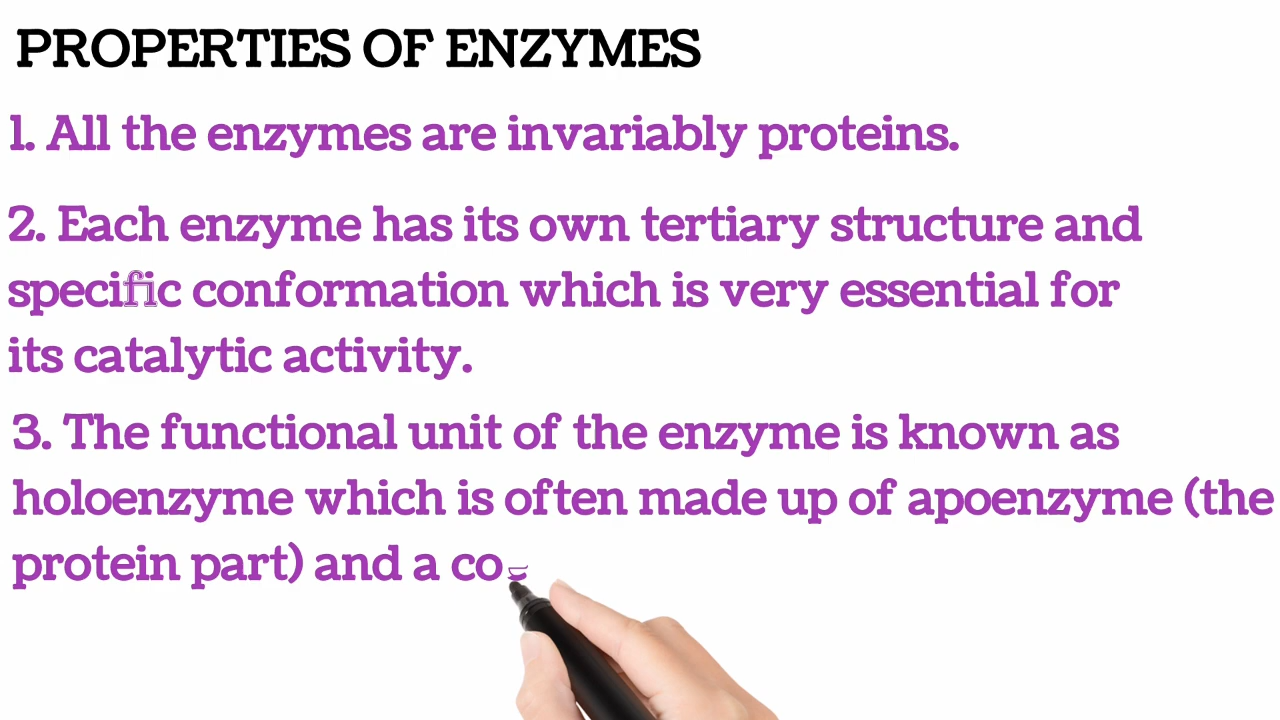 PROPERTIES OF ENZYMES
1. All the enzymes are invariably proteins.
2. Each enzyme has its own tertiary structure and
specific conformation which is very essential for
its catalytic activity.
3. The functional unit of the enzyme is known as
holoenzyme which is often made up of apoenzyme (the
protein part) and a co